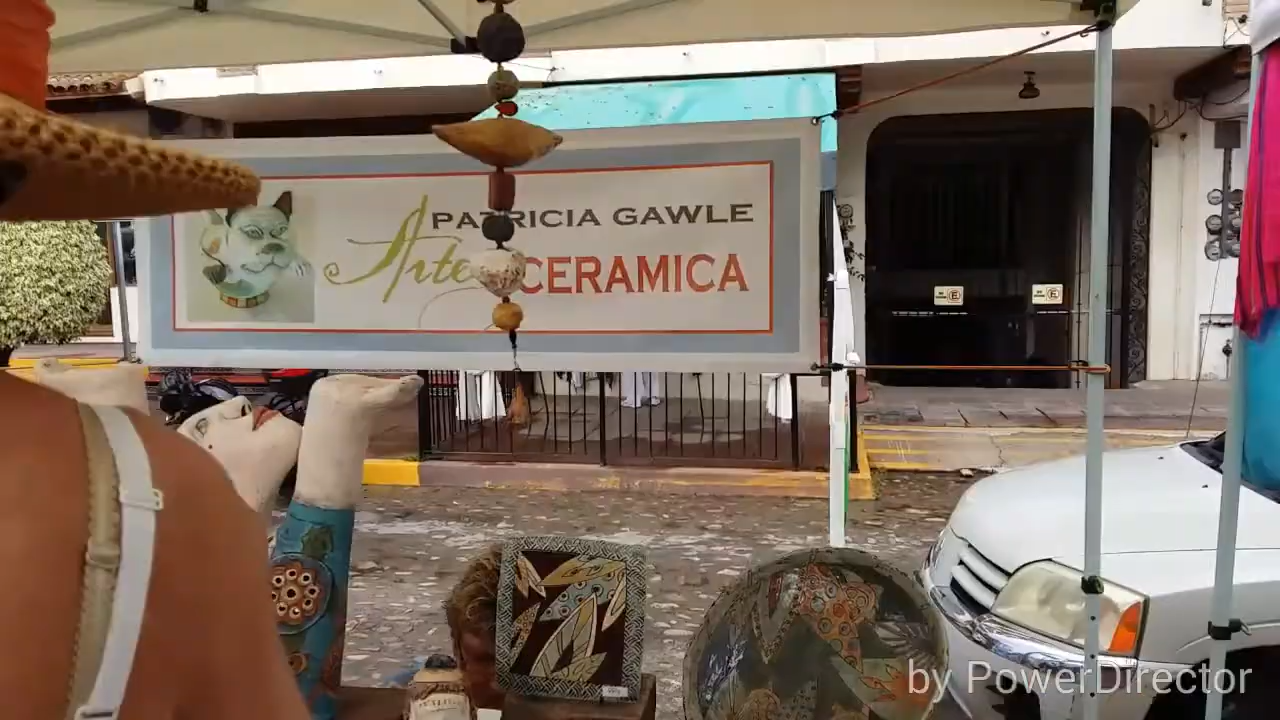 PATRICIA GAWLE
Arte
CERAMICA
E
E
by PowerDirector